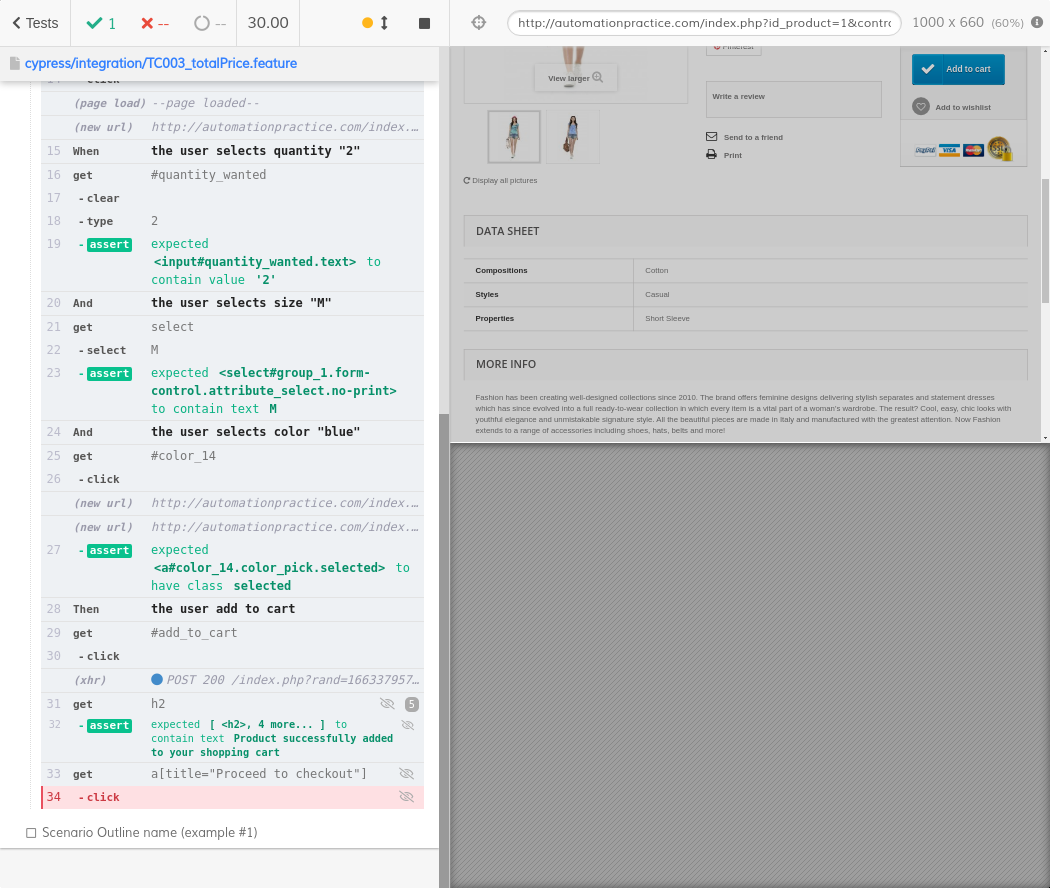 Tests
1
--
--
30.00
http://automationpractice.com/index.php?id_product=1&contro
1000 x 660 (60%)
cypress/integration/TC003_totalPrice.feature
(page load) --page loaded--
(new url) http://automationpractice.com/index.…
15 When the user selects quantity "2"
16 get #quantity_wanted
17 - clear
18 - type 2
19 - assert expected
<input#quantity_wanted.text> to
contain value '2'
20 And the user selects size "M"
21 get select
22 - select M
23 - assert expected <select#group_1.form-
control.attribute_select.no-print>
to contain text M
24 And the user selects color "blue"
25 get #color_14
26 - click
(new url) http://automationpractice.com/index.…
(new url) http://automationpractice.com/index.…
27 - assert expected
<a#color_14.color_pick.selected> to
have class selected
28 Then the user add to cart
29 get #add_to_cart
30 - click
(xhr) POST 200 /index.php?rand=166337957…
31 get h2 5
32 - assert expected [ <h2>, 4 more... ] to
contain text Product successfully added
to your shopping cart
33 get a[title="Proceed to checkout"]
34 - click
Scenario Outline name (example #1)
View larger
Display all pictures
Write a review
Send to a friend
Print
Add to cart
Add to wishlist
VISA
DATA SHEET
Compositions Cotton
Styles Casual
Properties Short Sleeve
MORE INFO
Fashion has been creating well-designed collections since 2010. The brand offers feminine designs delivering stylish separates and statement dresses
which has since evolved into a full ready-to-wear collection in which every item is a vital part of a woman's wardrobe. The result? Cool, easy, chic looks with
youthful elegance and unmistakable signature style. All the beautiful pieces are made in Italy and manufactured with the greatest attention. Now Fashion
extends to a range of accessories including shoes, hats, belts and more!